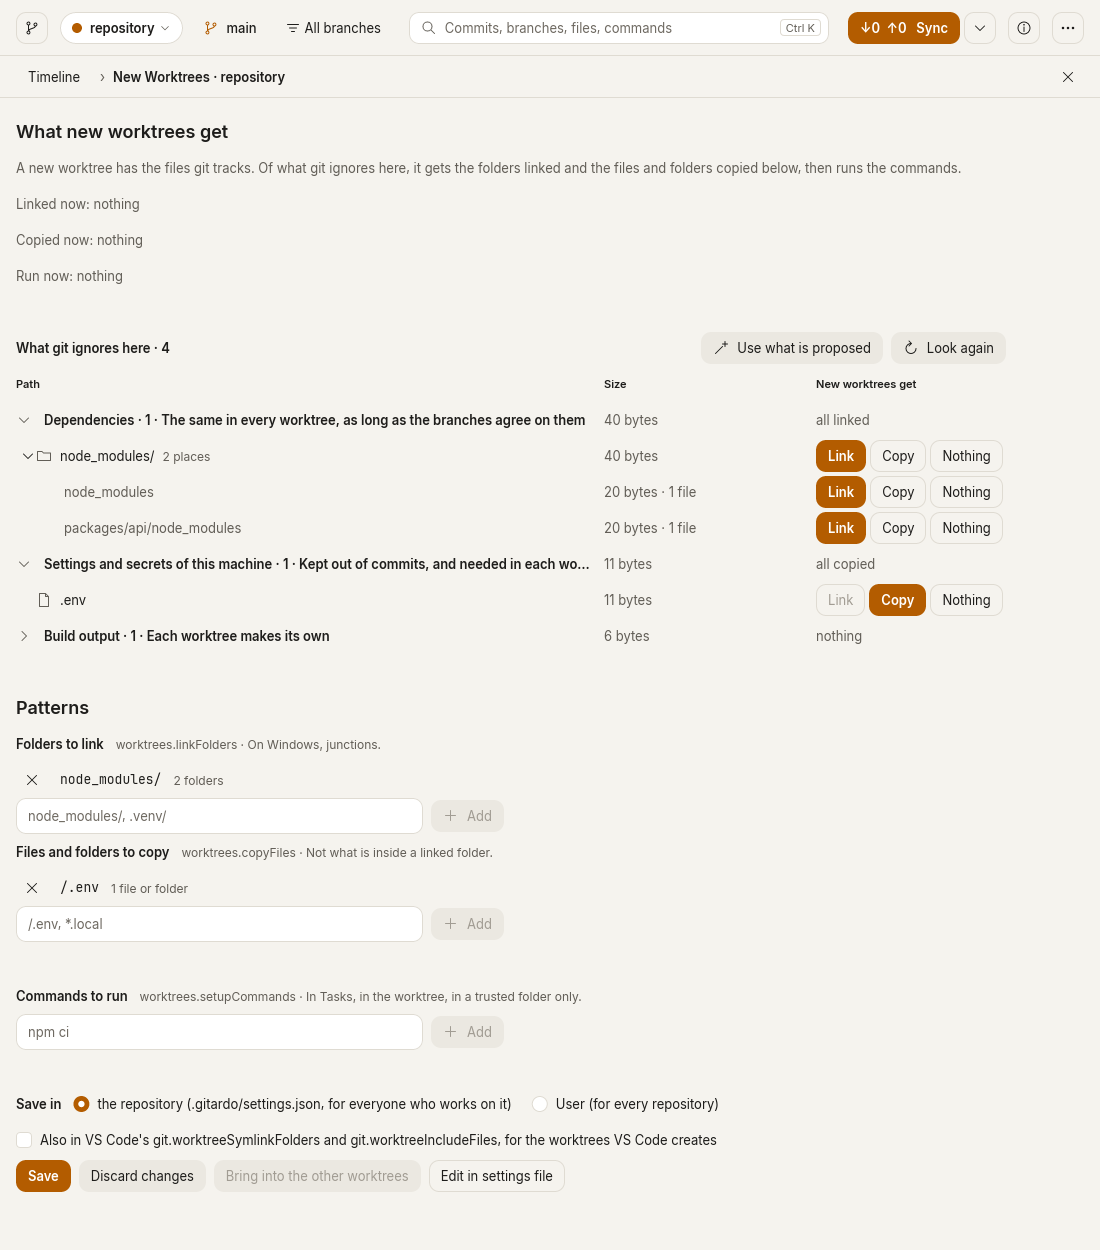 repository
main
All branches
Commits, branches, files, commands
Ctrl K
↓0 ↑0 Sync
Timeline › New Worktrees · repository
What new worktrees get
A new worktree has the files git tracks. Of what git ignores here, it gets the folders linked and the files and folders copied below, then runs the commands.
Linked now: nothing
Copied now: nothing
Run now: nothing
What git ignores here · 4
Use what is proposed
Look again
Path Size New worktrees get
Dependencies · 1 · The same in every worktree, as long as the branches agree on them 40 bytes all linked
node_modules/ 2 places 40 bytes Link Copy Nothing
node_modules 20 bytes · 1 file Link Copy Nothing
packages/api/node_modules 20 bytes · 1 file Link Copy Nothing
Settings and secrets of this machine · 1 · Kept out of commits, and needed in each wo... 11 bytes all copied
.env 11 bytes Link Copy Nothing
Build output · 1 · Each worktree makes its own 6 bytes nothing
Patterns
Folders to link worktrees.linkFolders · On Windows, junctions.
node_modules/ 2 folders
node_modules/, .venv/ Add
Files and folders to copy worktrees.copyFiles · Not what is inside a linked folder.
/.env 1 file or folder
/.env, *.local Add
Commands to run worktrees.setupCommands · In Tasks, in the worktree, in a trusted folder only.
npm ci Add
Save in the repository (.gitardo/settings.json, for everyone who works on it) User (for every repository)
Also in VS Code's git.worktreeSymlinkFolders and git.worktreeIncludeFiles, for the worktrees VS Code creates
Save Discard changes Bring into the other worktrees Edit in settings file